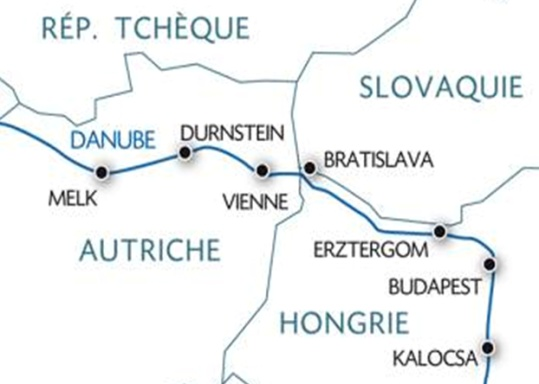 RÉP. TCHÈQUE
SLOVAQUIE
DANUBE
DURNSTEIN
BRATISLAVA
MELK
VIENNE
AUTRICHE
ERZTERGOM
BUDAPEST
HONGRIE
KALOCSA